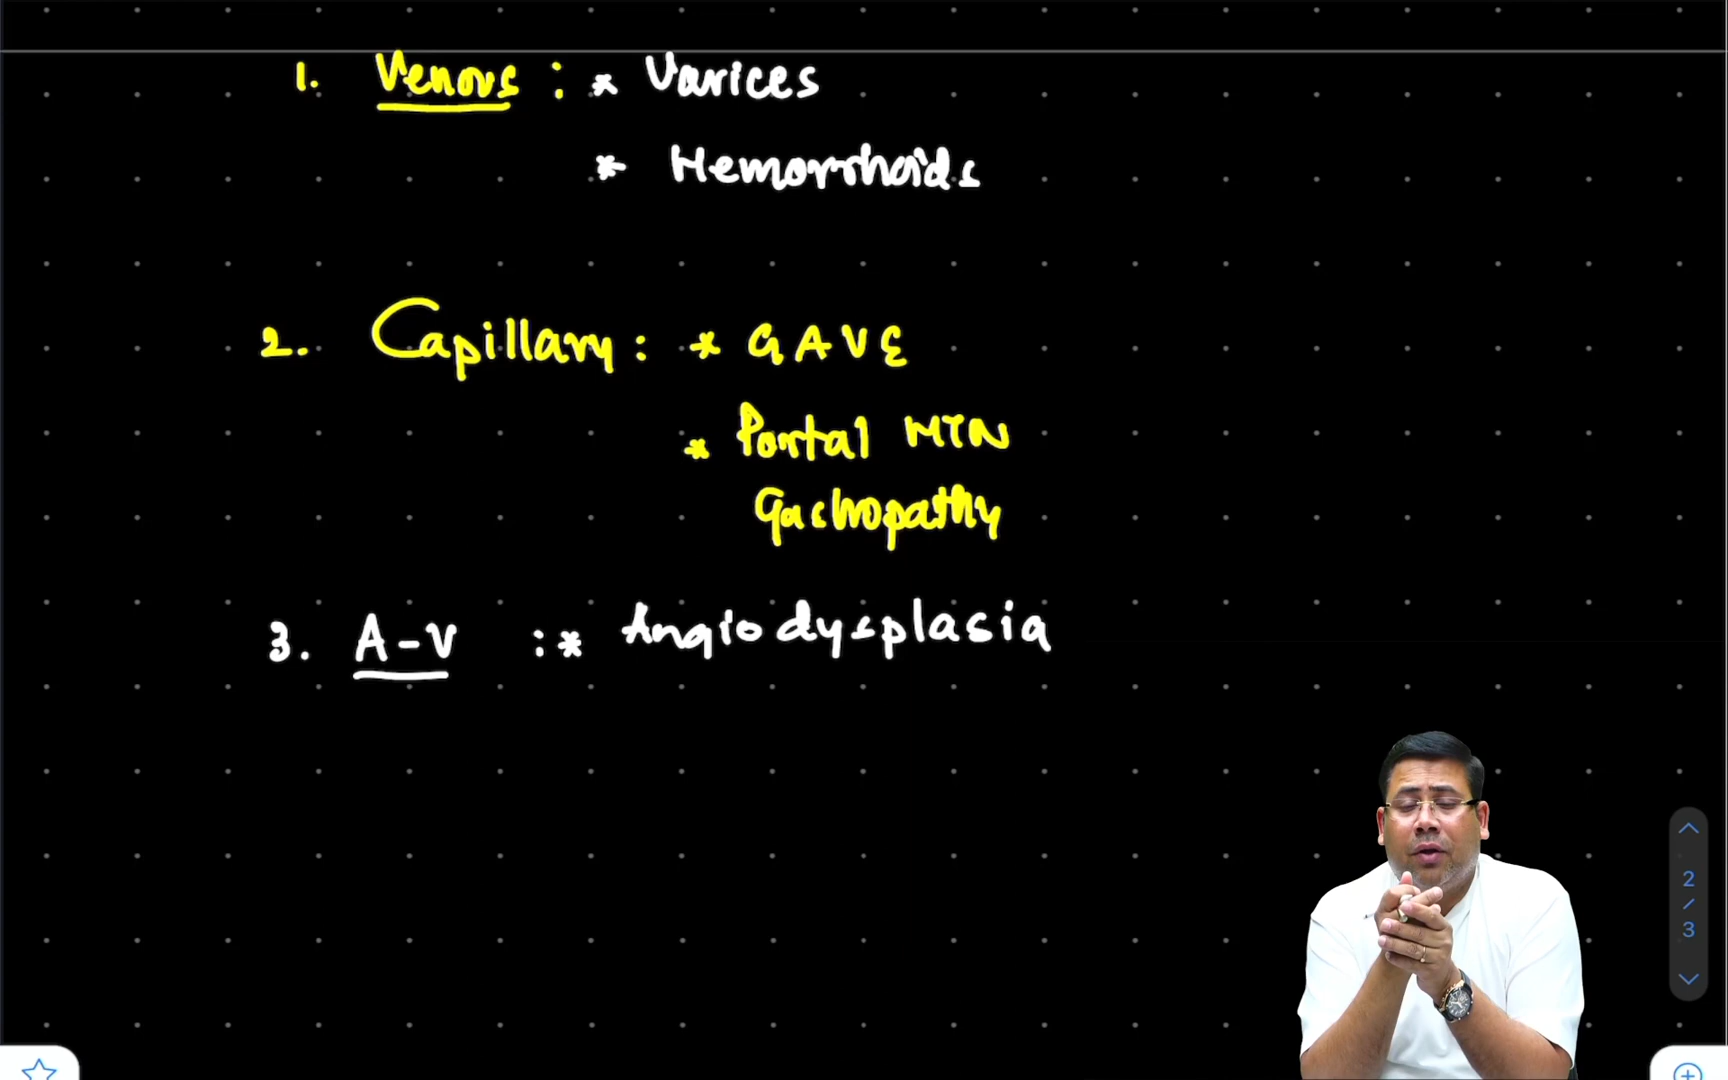 1. Venous : * Varices
* Hemorrhoids
2. Capillary : * GAVE
* Portal HTN
Gastropathy
3. A-V : * Angiodysplasia
2
/
3